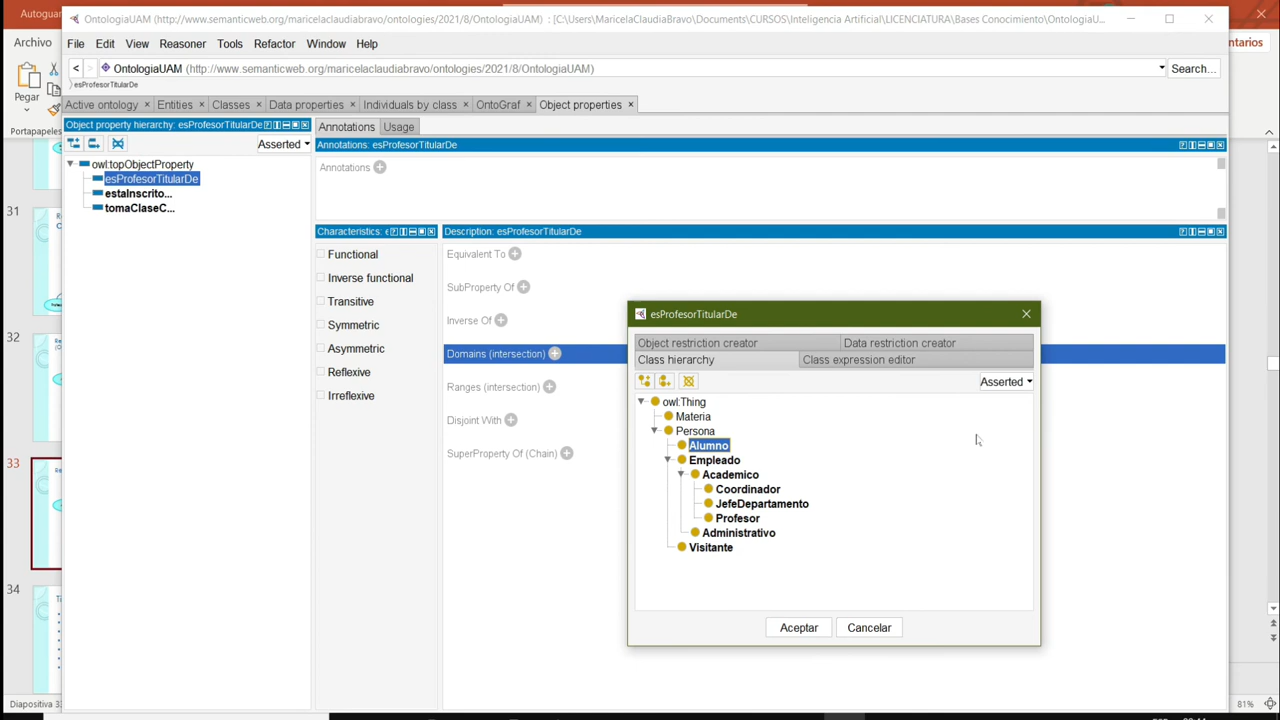 Autoguar
OntologiaUAM (http://www.semanticweb.org/maricelaclaudiabravo/ontologies/2021/8/OntologiaUAM) : [C:\Users\MaricelaClaudiaBravo\Documents\CURSOS\Inteligencia Artificial\LICENCIATURA\Bases Conocimiento\OntologiaU...
Archivo
File Edit View Reasoner Tools Refactor Window Help
entarios
< > OntologiaUAM (http://www.semanticweb.org/maricelaclaudiabravo/ontologies/2021/8/OntologiaUAM) Search...
esProfesorTitularDe
Pegar
Active ontology × Entities × Classes × Data properties × Individuals by class × OntoGraf × Object properties ×
Object property hierarchy: esProfesorTitularDe
Annotations Usage
Portapapeles
Asserted
Annotations: esProfesorTitularDe
owl:topObjectProperty
Annotations
esProfesorTitularDe
estaInscrito...
tomaClaseC...
31
Characteristics: e
Description: esProfesorTitularDe
Functional
Equivalent To
Inverse functional
SubProperty Of
Transitive
Inverse Of
Symmetric
32
Asymmetric
Domains (intersection)
Reflexive
Ranges (intersection)
Irreflexive
Disjoint With
SuperProperty Of (Chain)
esProfesorTitularDe
Object restriction creator Data restriction creator
Class hierarchy Class expression editor
Asserted
owl:Thing
Materia
Persona
Alumno
Empleado
Academico
Coordinador
JefeDepartamento
Profesor
Administrativo
Visitante
33
34
Aceptar Cancelar
Diapositiva 33
81%